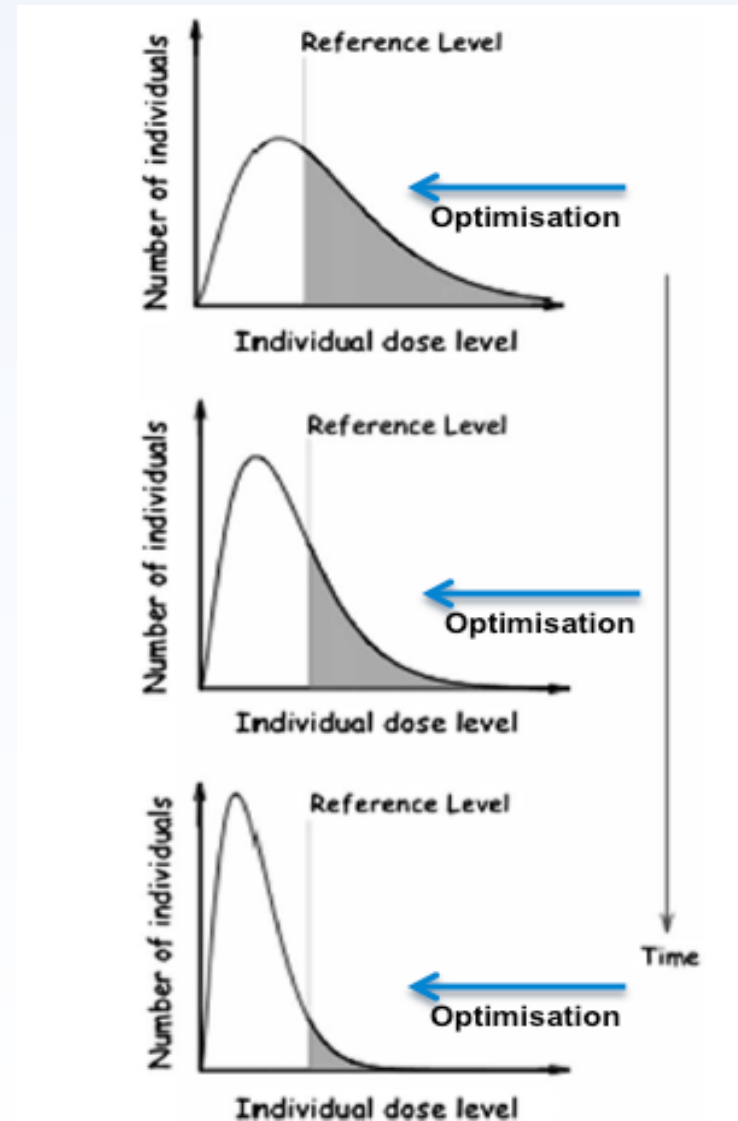 Reference Level
Number of individuals
Optimisation
Individual dose level
Reference Level
Number of individuals
Optimisation
Individual dose level
Reference Level
Number of individuals
Time
Optimisation
Individual dose level